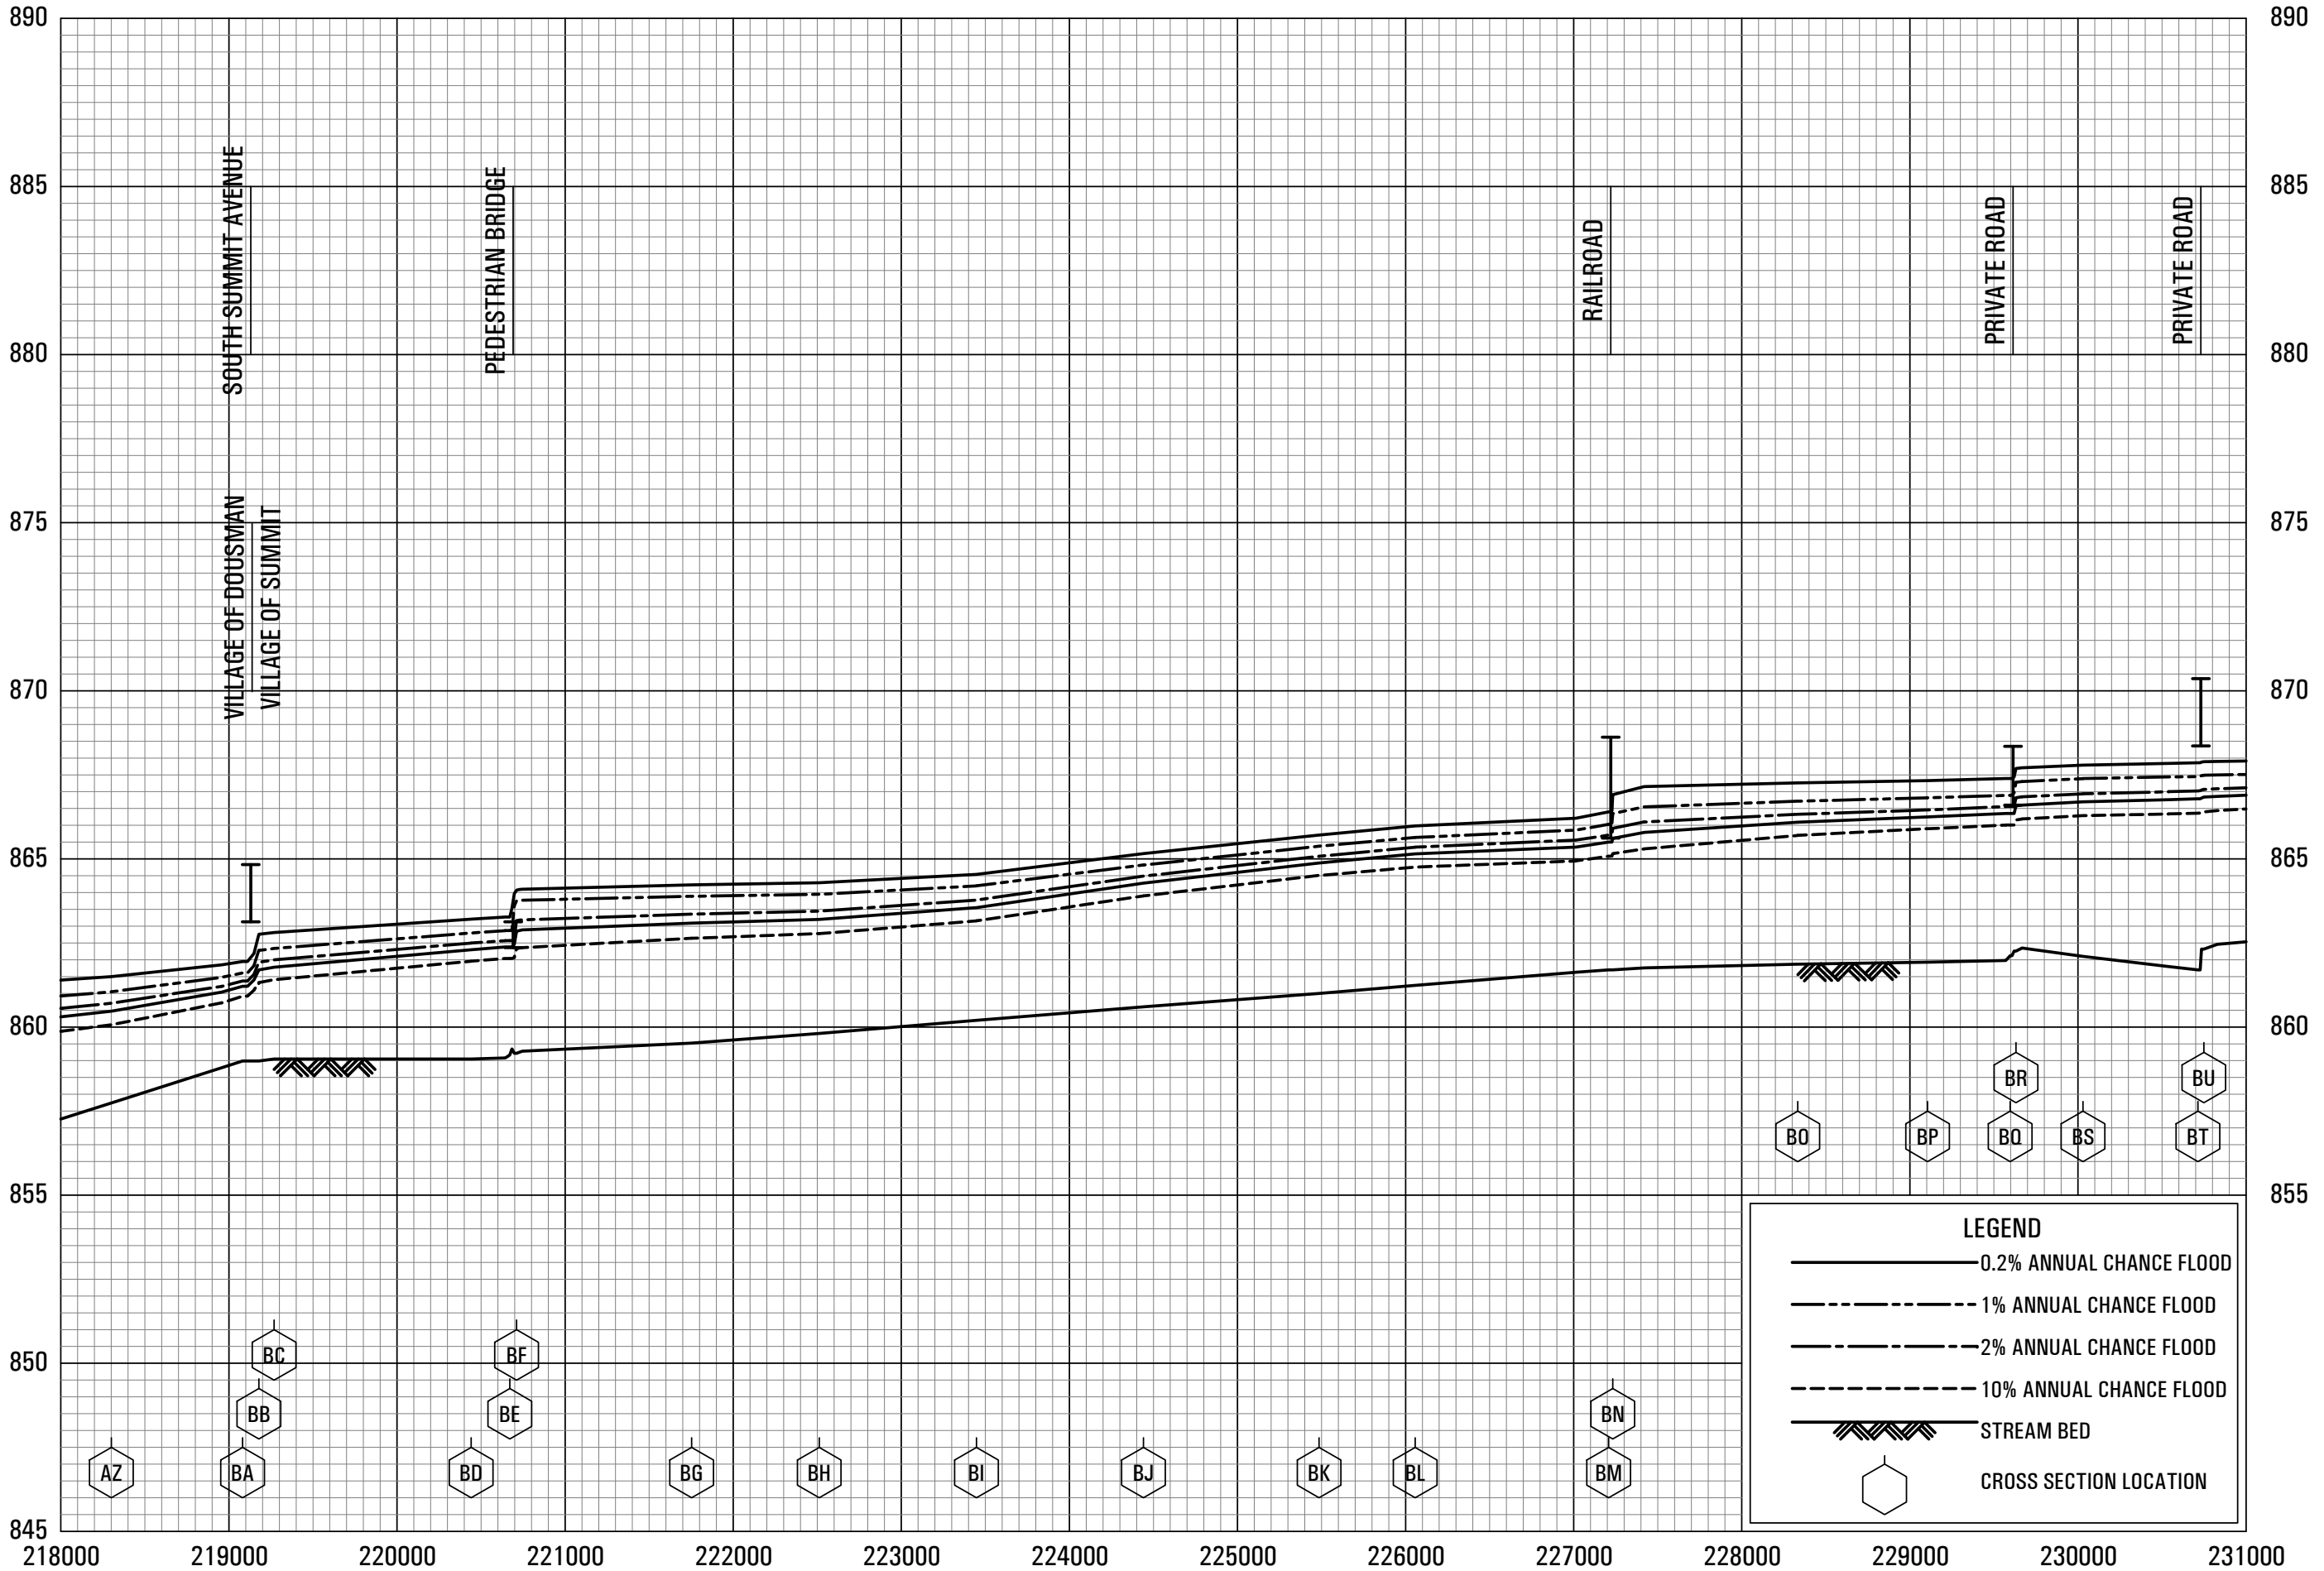 890
890
885
885
880
880
875
875
870
870
865
865
860
860
855
855
850
845
SOUTH SUMMIT AVENUE
PEDESTRIAN BRIDGE
RAILROAD
PRIVATE ROAD
PRIVATE ROAD
VILLAGE OF DOUSMAN
VILLAGE OF SUMMIT
BR
BU
BO
BP
BQ
BS
BT
BC
BF
BB
BE
BN
AZ
BA
BD
BG
BH
BI
BJ
BK
BL
BM
LEGEND
0.2% ANNUAL CHANCE FLOOD
1% ANNUAL CHANCE FLOOD
2% ANNUAL CHANCE FLOOD
10% ANNUAL CHANCE FLOOD
STREAM BED
CROSS SECTION LOCATION
218000 219000 220000 221000 222000 223000 224000 225000 226000 227000 228000 229000 230000 231000